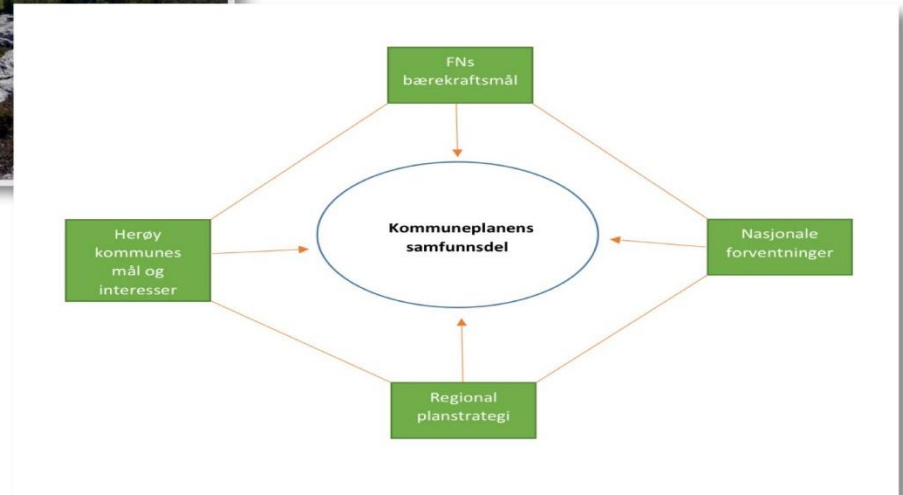 FNs
bærekraftsmål
Kommuneplanens
samfunnsdel
Herøy
kommunes
mål og
interesser
Nasjonale
forventninger
Regional
planstrategi